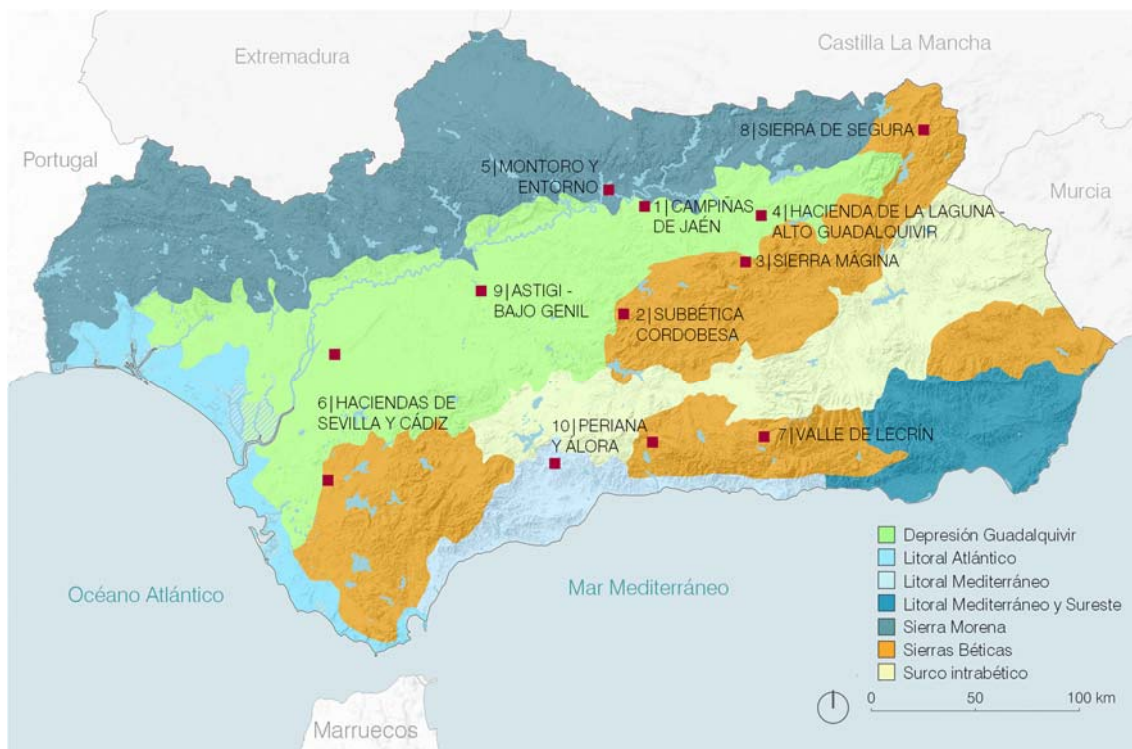 Extremadura
Castilla La Mancha
Portugal
Murcia
8|SIERRA DE SEGURA
5|MONTORO Y
ENTORNO
1|CAMPIÑAS
DE JAÉN
4|HACIENDA DE LA LAGUNA
ALTO GUADALQUIVIR
3|SIERRA MÁGINA
9|ASTIGI -
BAJO GENIL
2|SUBBÉTICA
CORDOBESA
6|HACIENDAS DE
SEVILLA Y CÁDIZ
10|PERIANA
Y ÁLORA
7|VALLE DE LECRÍN
Océano Atlántico
Mar Mediterráneo
Marruecos
Depresión Guadalquivir
Litoral Atlántico
Litoral Mediterráneo
Litoral Mediterráneo y Sureste
Sierra Morena
Sierras Béticas
Surco intrabético
0 50 100 km